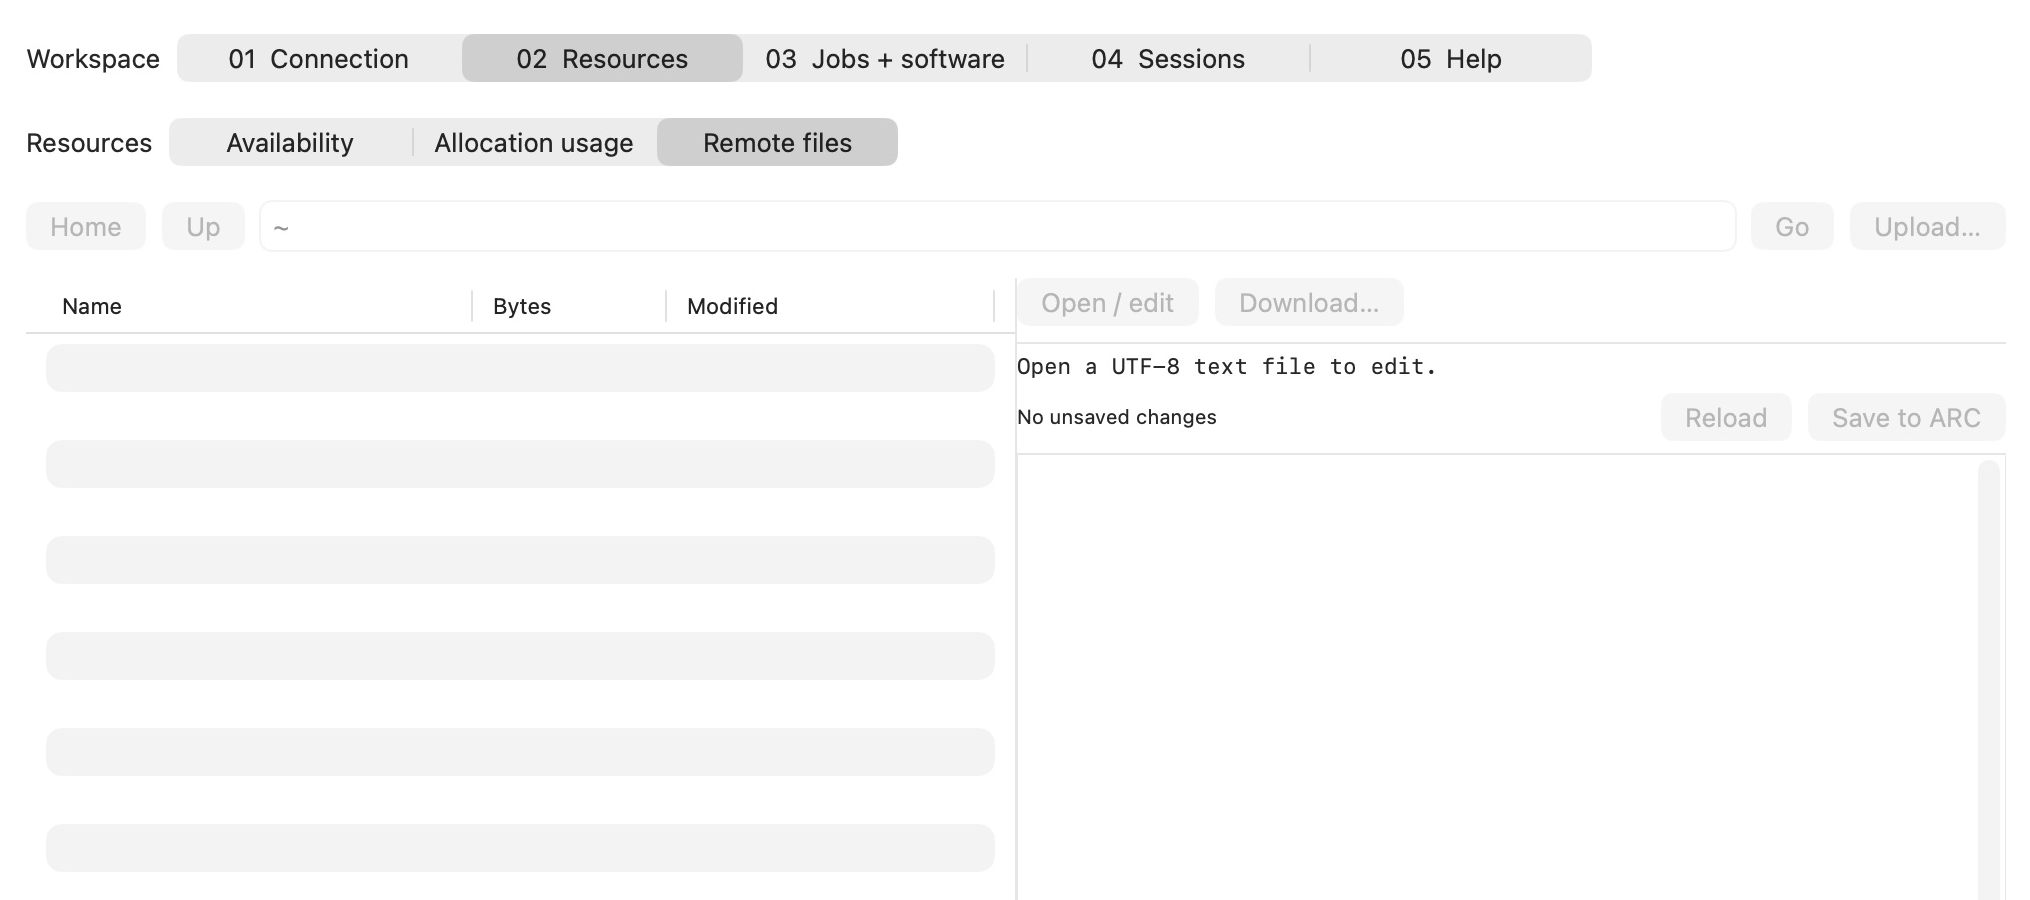 Workspace 01 Connection 02 Resources 03 Jobs + software 04 Sessions 05 Help
Resources Availability Allocation usage Remote files
Home Up ~ Go Upload...
Name Bytes Modified Open / edit Download...
Open a UTF-8 text file to edit.
No unsaved changes Reload Save to ARC